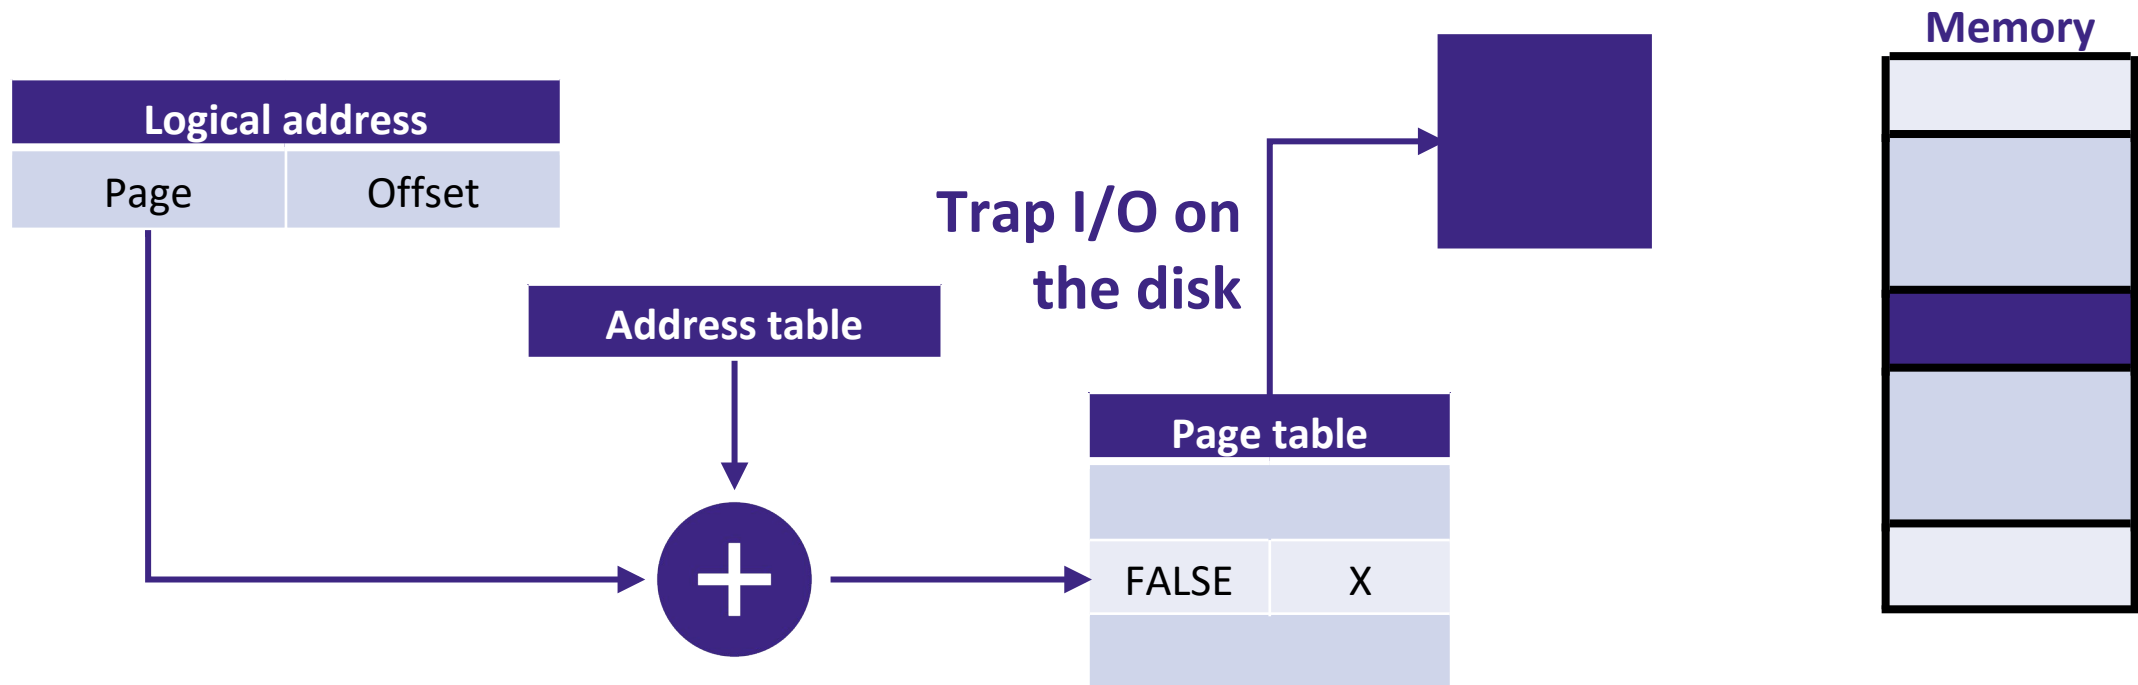 Memory
Logical address
Page Offset
Trap I/O on
the disk
Address table
Page table
FALSE X